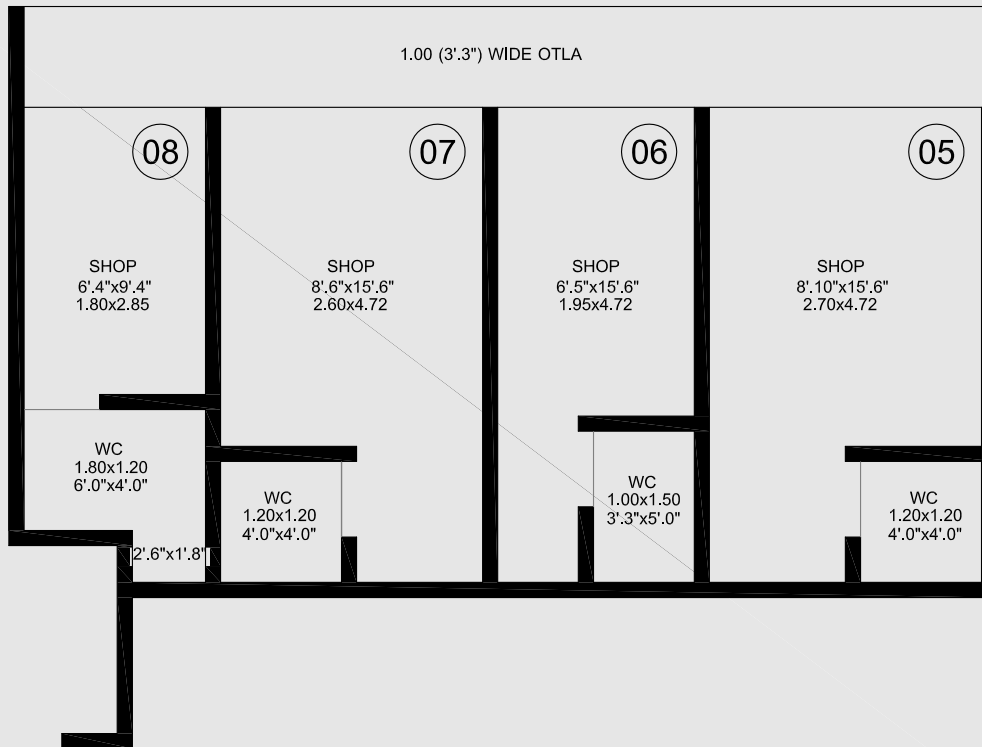 1.00 (3'.3") WIDE OTLA
08
07
06
05
SHOP
6'.4"x9'.4"
1.80x2.85
SHOP
8'.6"x15'.6"
2.60x4.72
SHOP
6'.5"x15'.6"
1.95x4.72
SHOP
8'.10"x15'.6"
2.70x4.72
WC
1.80x1.20
6'.0"x4'.0"
2'.6"x1'.8"
WC
1.20x1.20
4'.0"x4'.0"
WC
1.00x1.50
3'.3"x5'.0"
WC
1.20x1.20
4'.0"x4'.0"